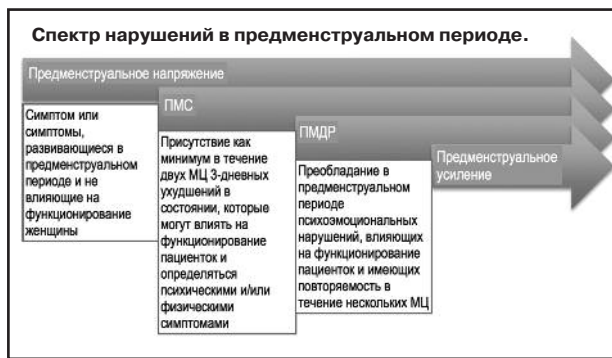 Спектр нарушений в предменструальном периоде.
Предменструальное напряжение
Симптом или
симптомы,
развивающиеся в
предменструальном
периоде и не
влияющие на
функционирование
женщины
ПМС
Присутствие как
минимум в течение
двух МЦ 3-дневных
ухудшений в
состоянии, которые
могут влиять на
функционирование
пациенток и
определяться
психическими и/или
физическими
симптомами
ПМДР
Преобладание в
предменструальном
периоде
психоэмоциональных
нарушений, влияющих
на функционирование
пациенток и имеющих
повторяемость в
течение нескольких МЦ
Предменструальное
усиление